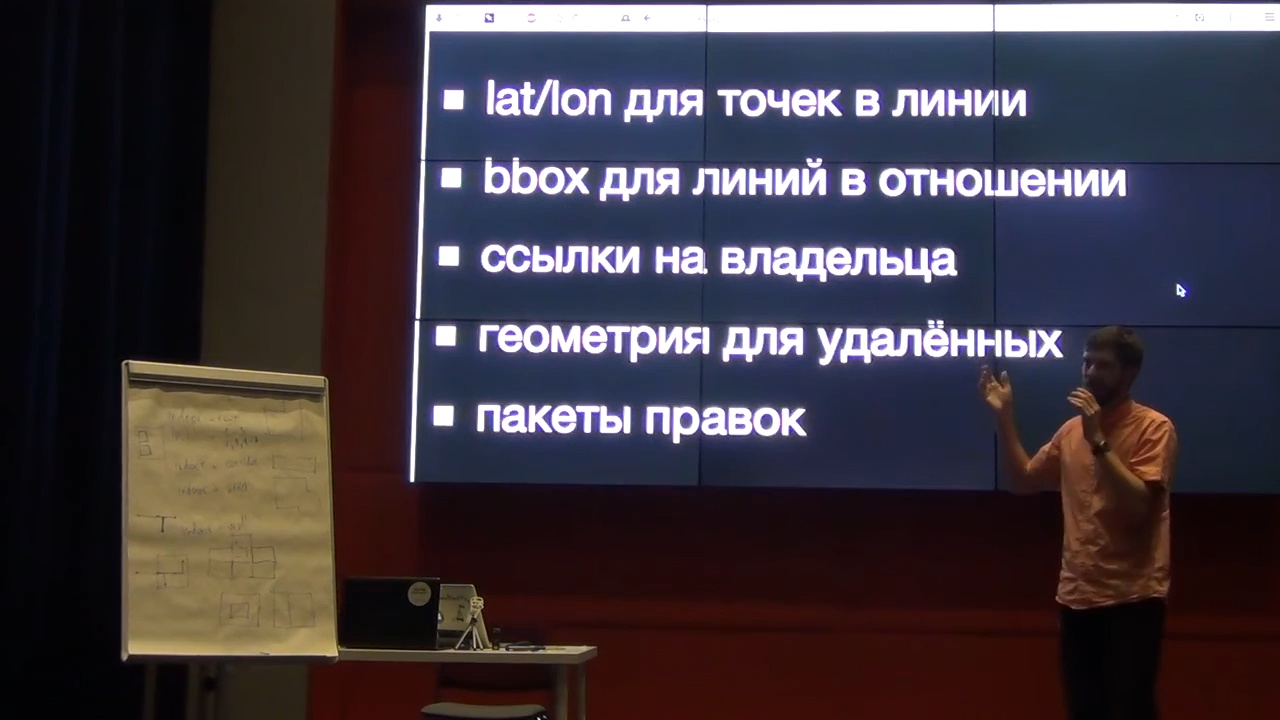 lat/lon для точек в линии
bbox для линий в отношении
ссылки на владельца
геометрия для удалённых
пакеты правок